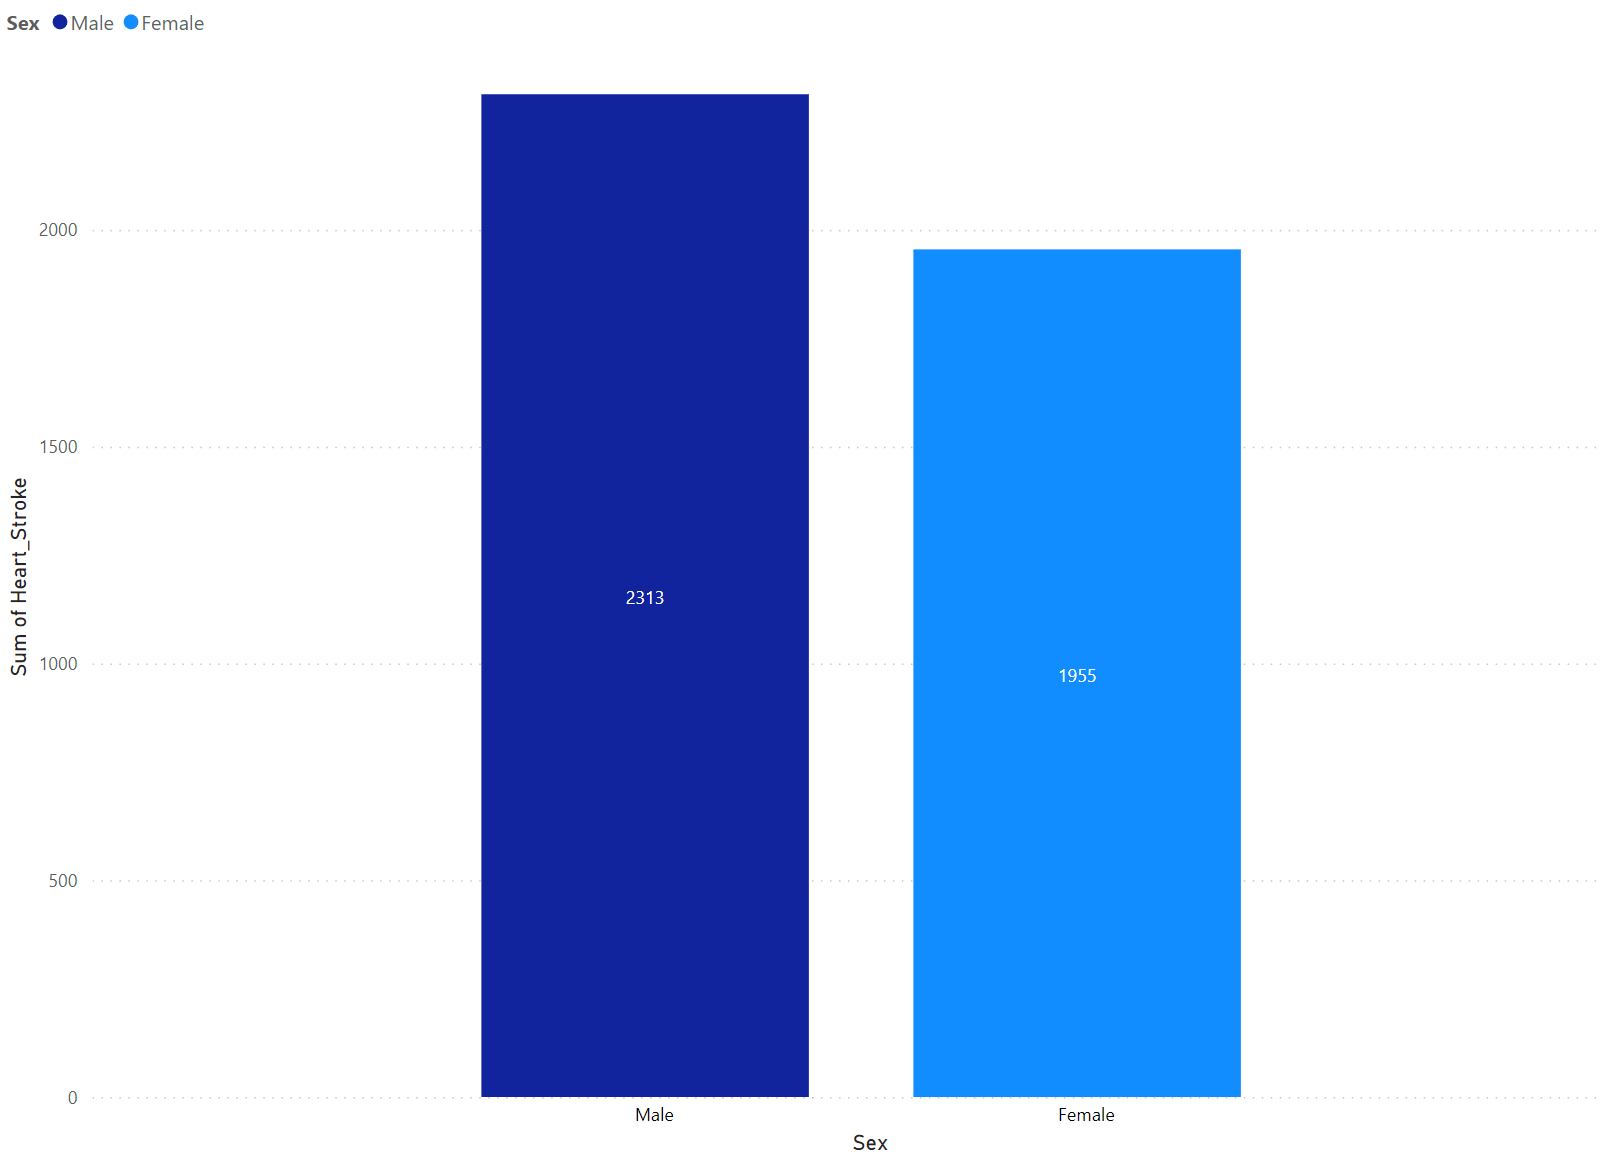 Sex Male Female
2000
1500
1000
500
0
Sum of Heart_Stroke
2313
1955
Male Female
Sex